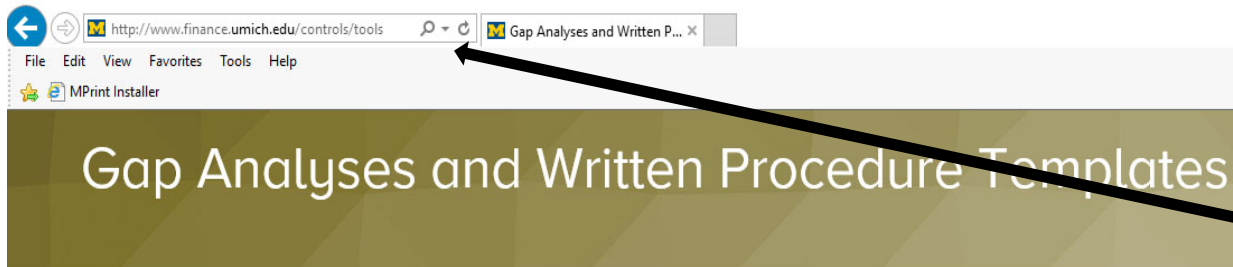 http://www.finance.umich.edu/controls/tools
Gap Analyses and Written P...
File Edit View Favorites Tools Help
MPrint Installer
Gap Analyses and Written Procedure Templates